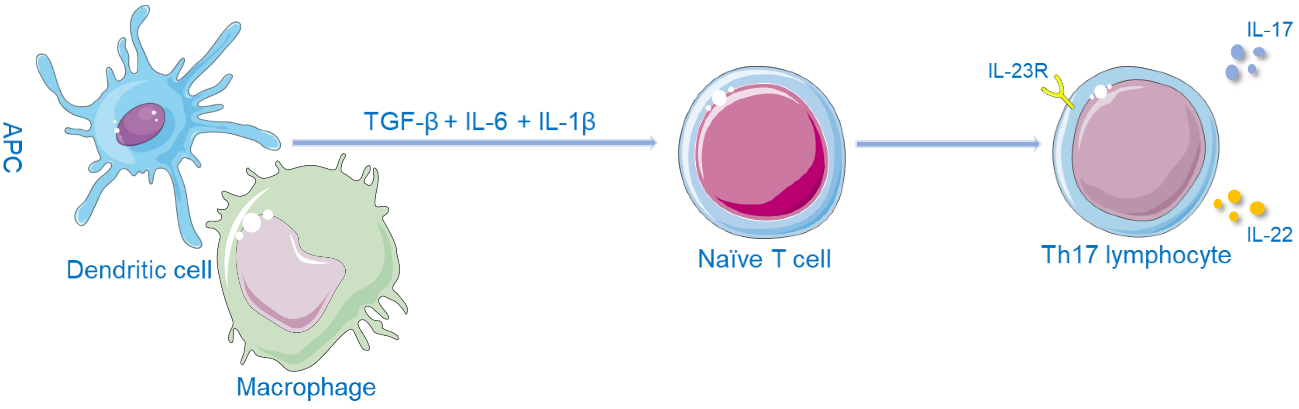 APC
Dendritic cell
Macrophage
TGF-β + IL-6 + IL-1β
Naïve T cell
IL-23R
Th17 lymphocyte
IL-17
IL-22